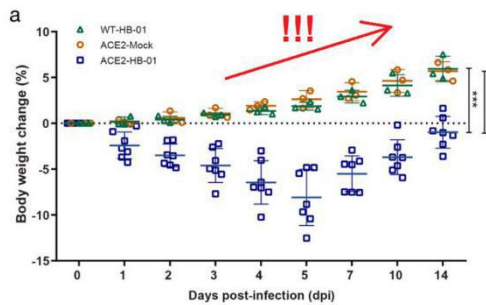 a
!!!
WT-HB-01
ACE2-Mock
ACE2-HB-01
Body weight change (%)
10
5
0
-5
-10
-15
***
0 1 2 3 4 5 7 10 14
Days post-infection (dpi)